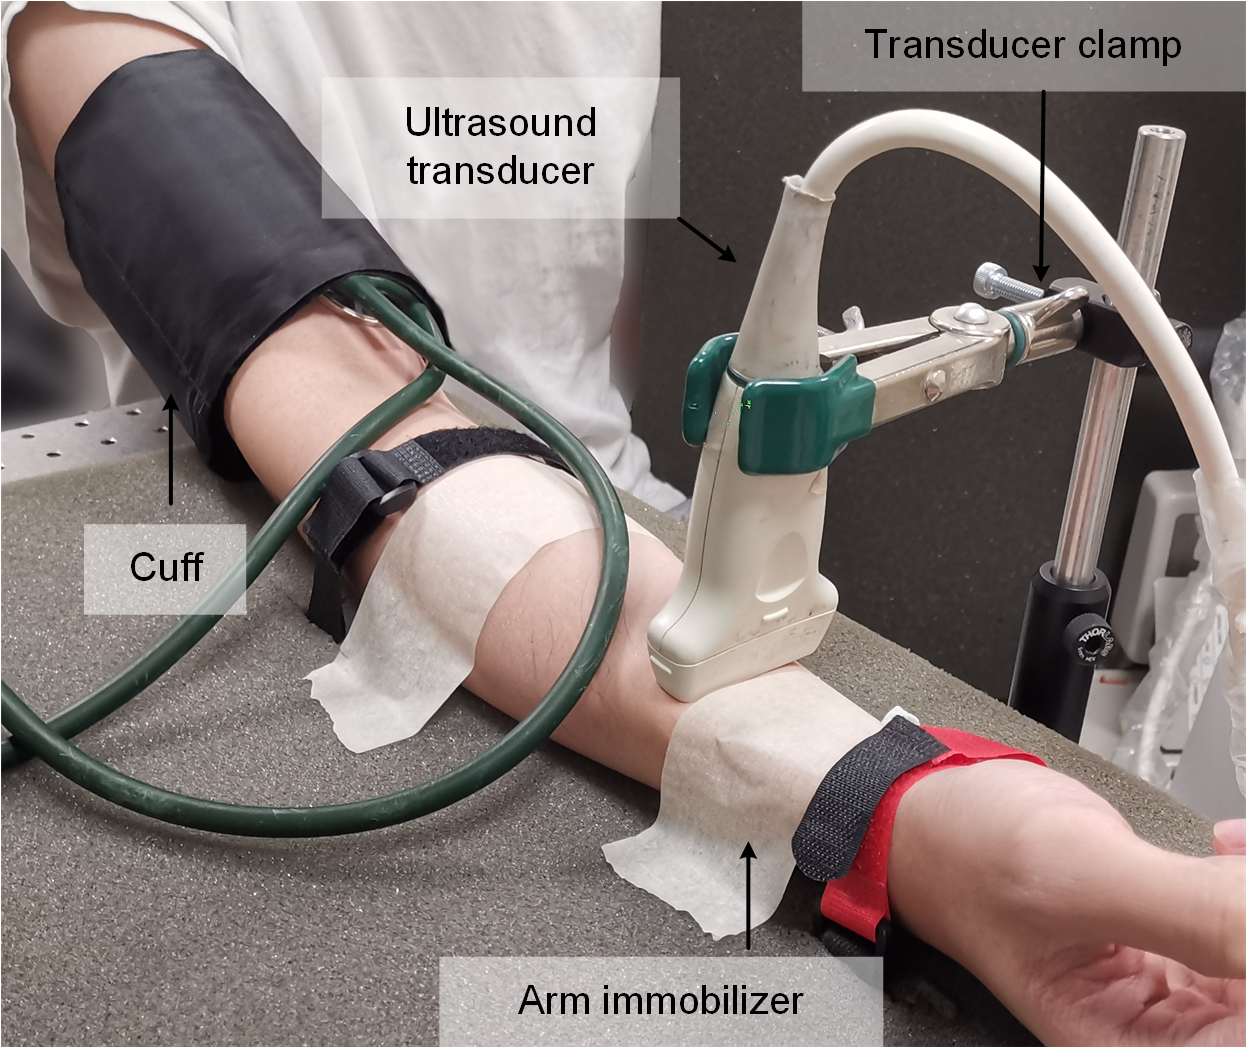 Transducer clamp
Ultrasound
transducer
Cuff
THORLABS
Arm immobilizer